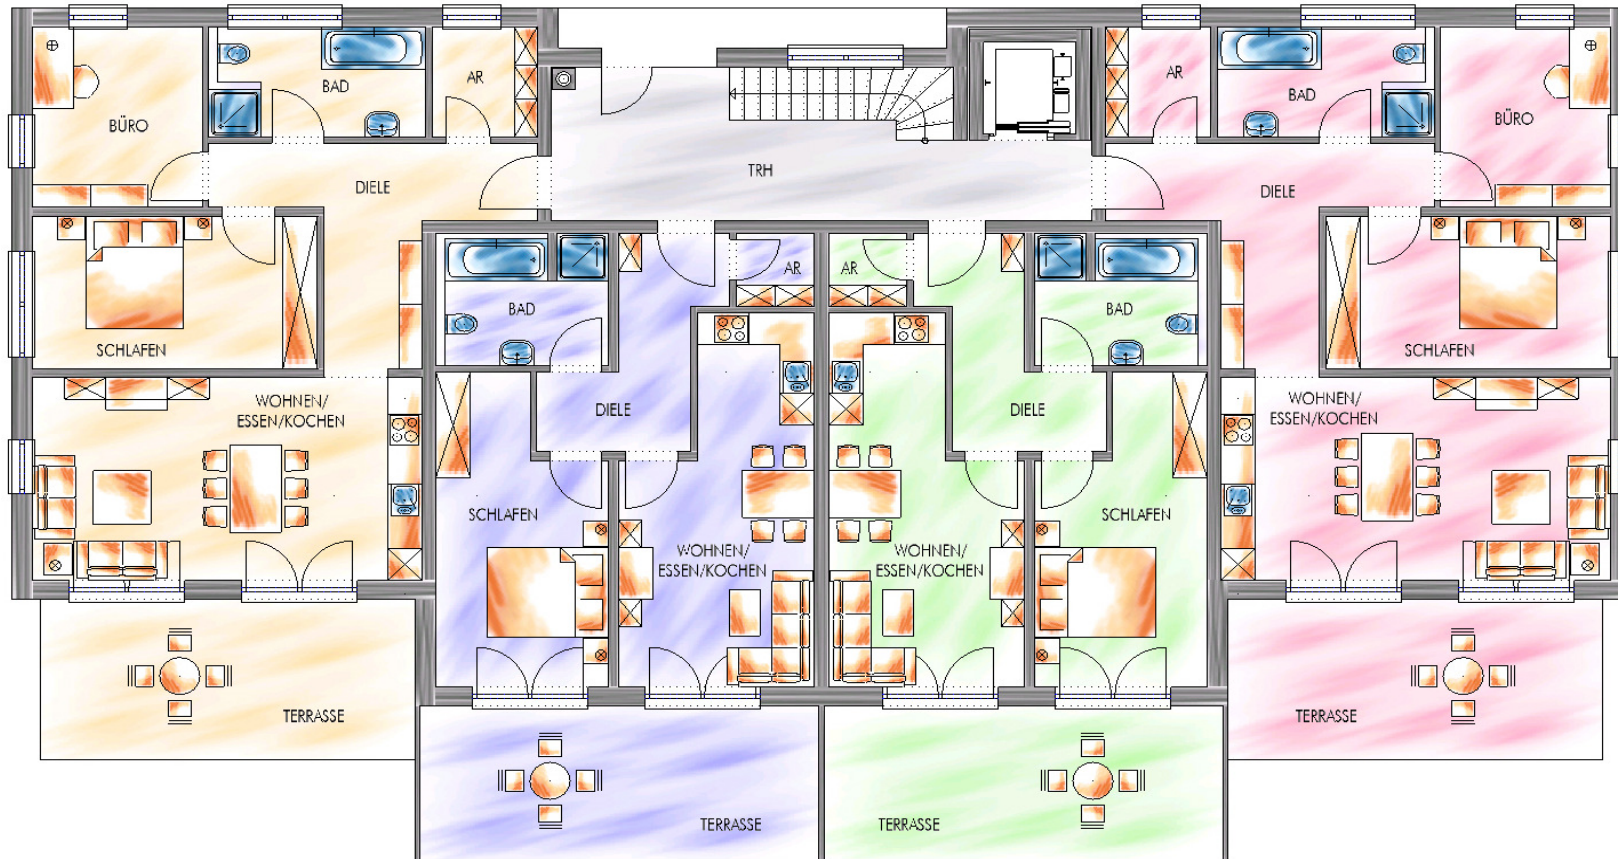 BÜRO
BAD
AR
DIELE
SCHLAFEN
WOHNEN/
ESSEN/KOCHEN
TERRASSE
TRH
BAD
AR
DIELE
SCHLAFEN
WOHNEN/
ESSEN/KOCHEN
TERRASSE
AR
BAD
DIELE
WOHNEN/
ESSEN/KOCHEN
SCHLAFEN
TERRASSE
AR
BAD
BÜRO
DIELE
SCHLAFEN
WOHNEN/
ESSEN/KOCHEN
TERRASSE